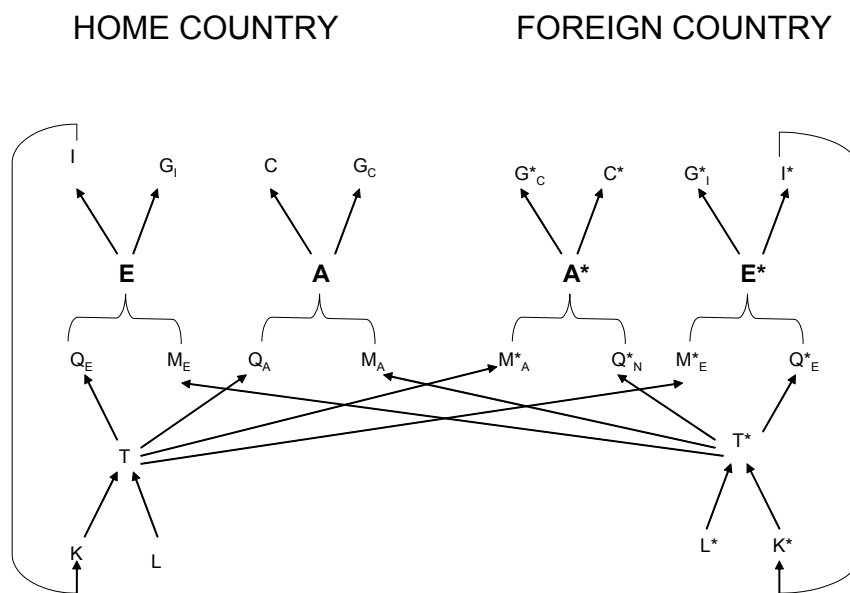 HOME COUNTRY FOREIGN COUNTRY
I G_I C G_C G*_C C* G*_I I*
E A A* E*
Q_E M_E Q_A M_A M*_A Q*_N M*_E Q*_E
T T*
K L L* K*